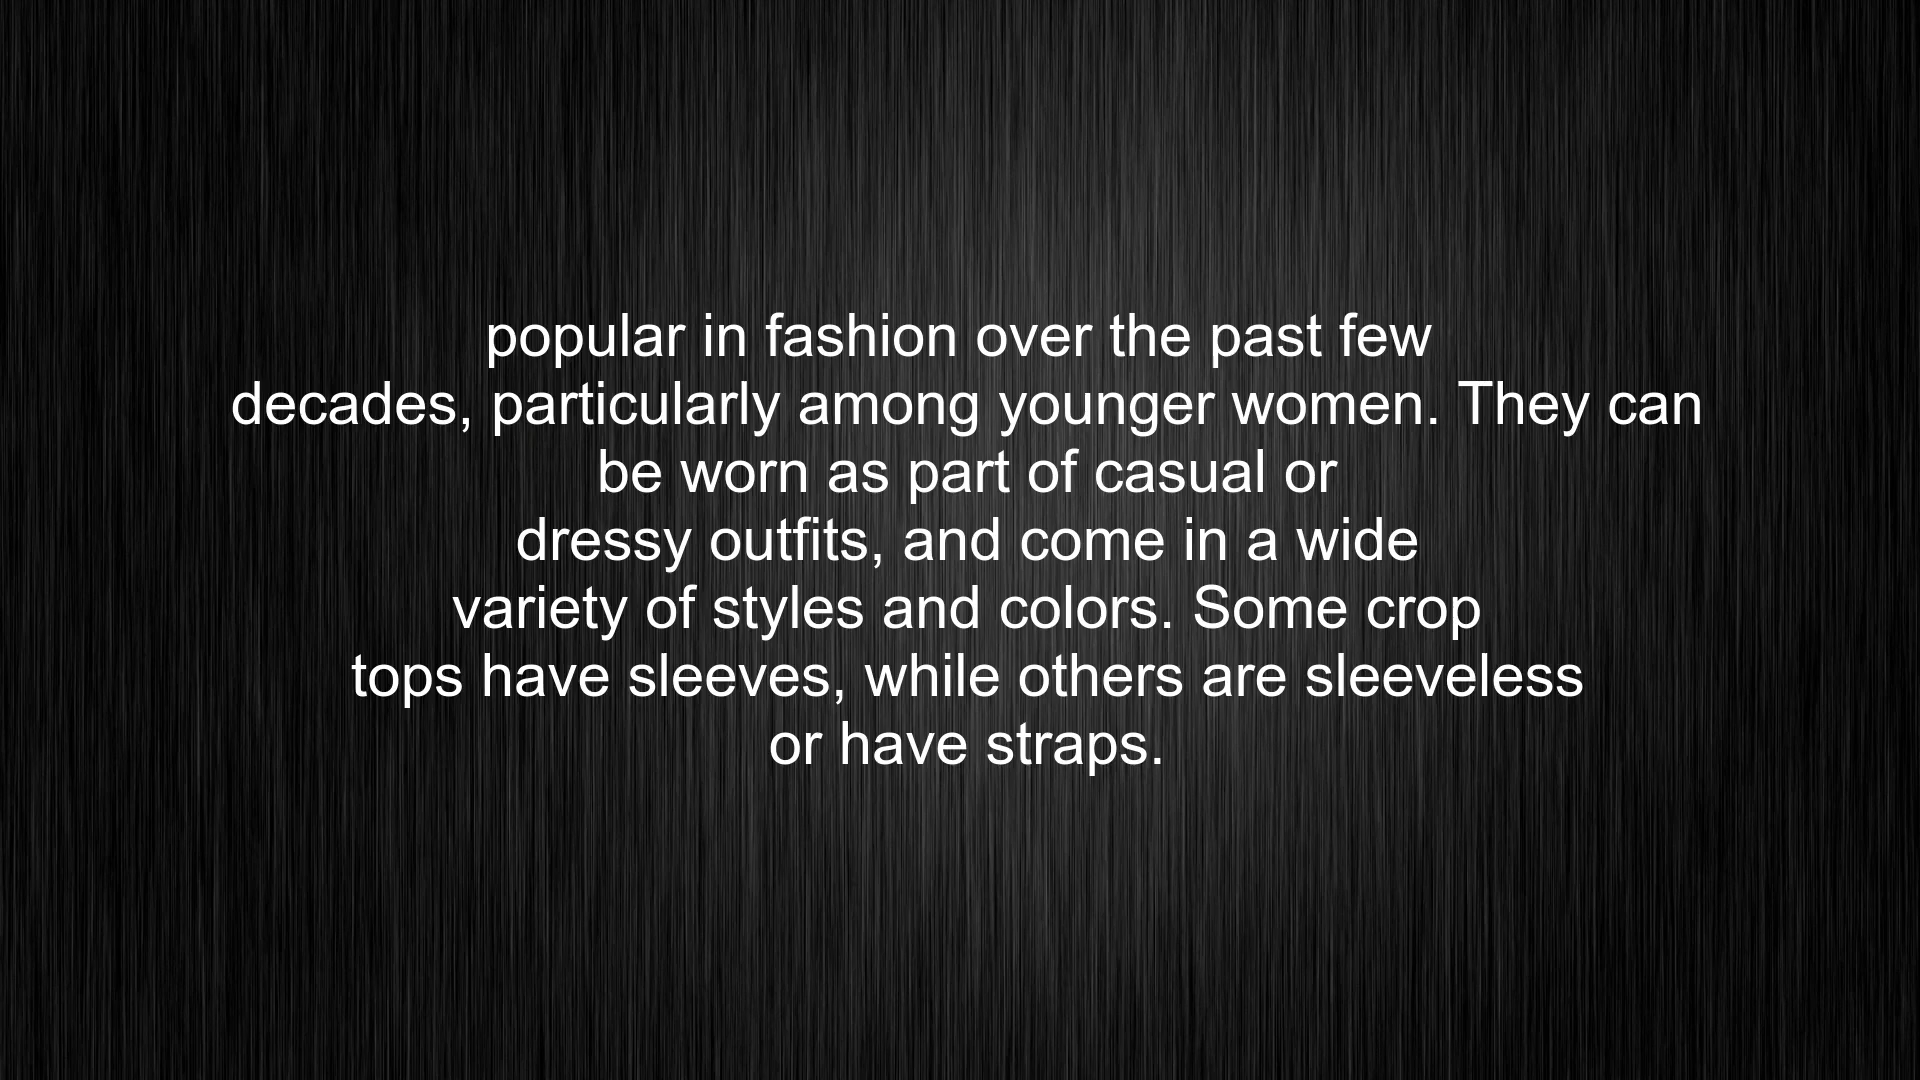 popular in fashion over the past few
decades, particularly among younger women. They can
be worn as part of casual or
dressy outfits, and come in a wide
variety of styles and colors. Some crop
tops have sleeves, while others are sleeveless
or have straps.